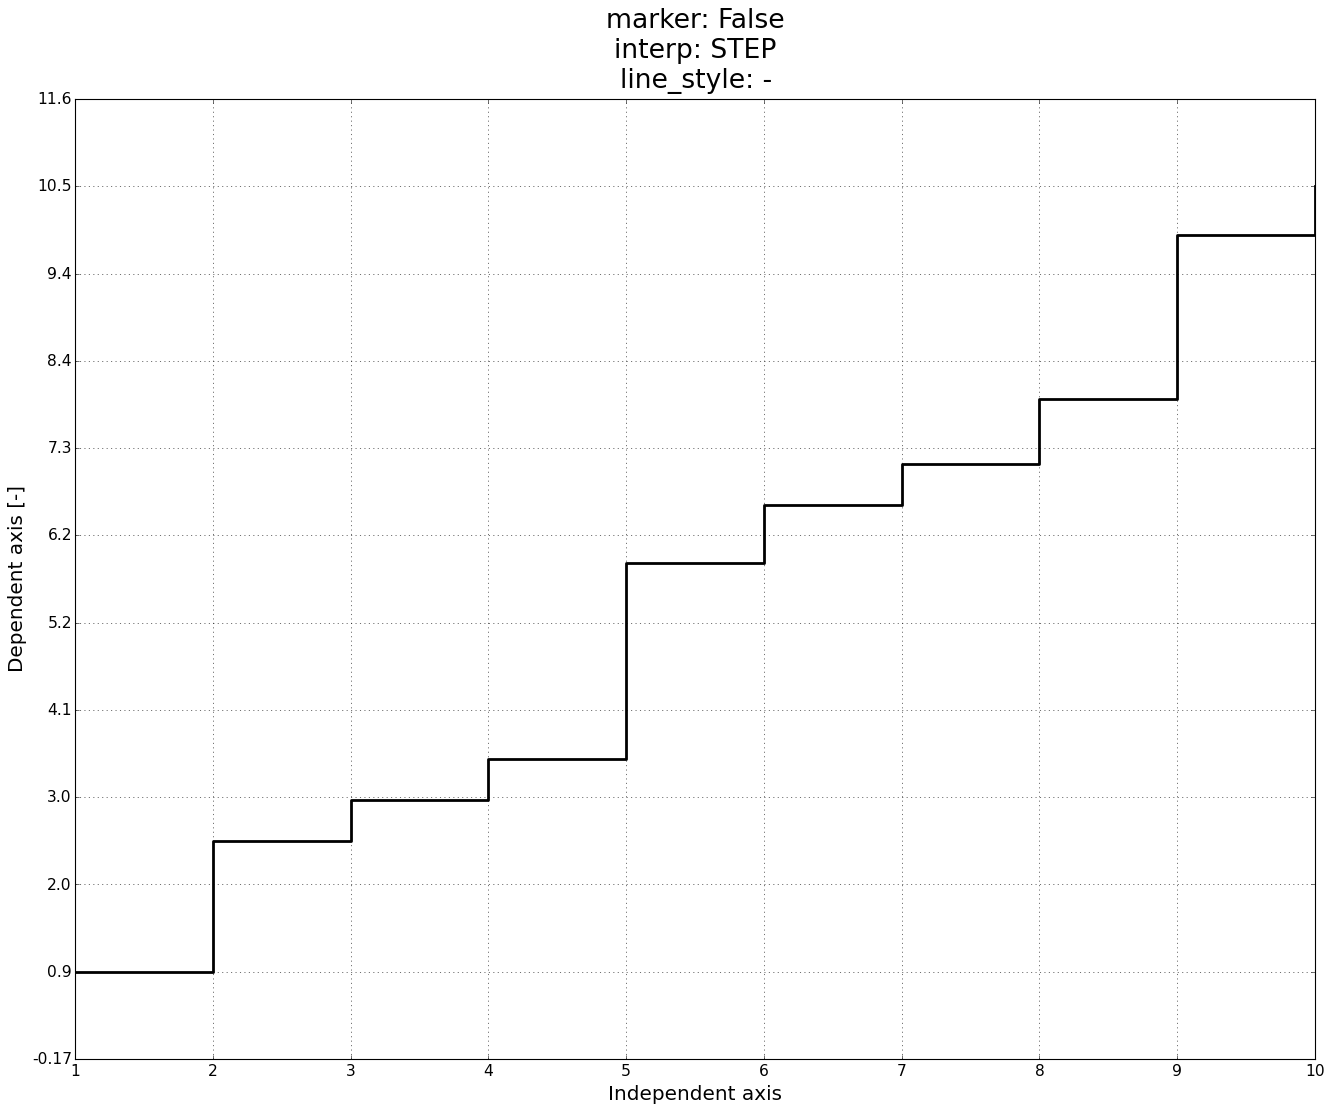 marker: False
interp: STEP
line_style: -
11.6
10.5
9.4
8.4
7.3
6.2
5.2
4.1
3.0
2.0
0.9
-0.17
Dependent axis [-]
1 2 3 4 5 6 7 8 9 10
Independent axis